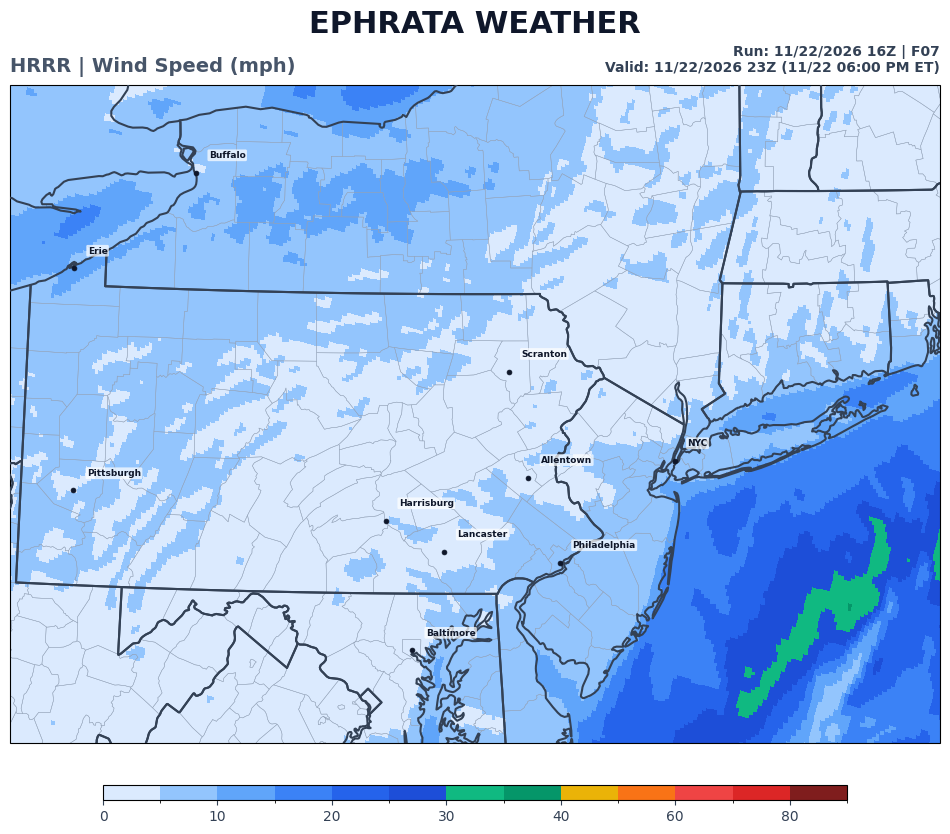 EPHRATA WEATHER
HRRR | Wind Speed (mph)
Run: 11/22/2026 16Z | F07
Valid: 11/22/2026 23Z (11/22 06:00 PM ET)
Buffalo
Erie
Scranton
NYC
Allentown
Pittsburgh
Harrisburg
Lancaster
Philadelphia
Baltimore
0 10 20 30 40 60 80